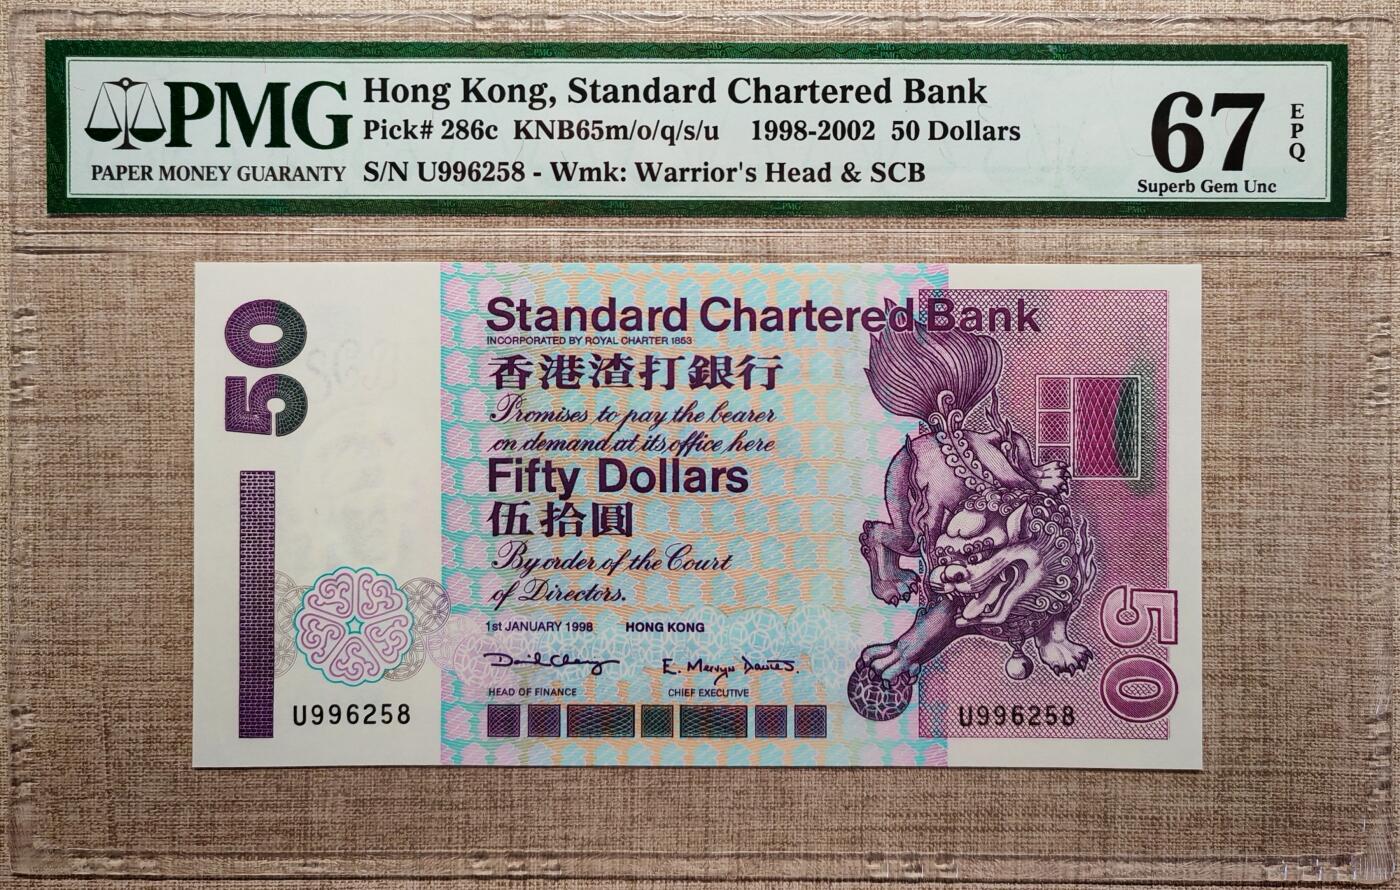 PMG
PAPER MONEY GUARANTY
Hong Kong, Standard Chartered Bank
Pick# 286c KNB65m/o/q/s/u 1998-2002 50 Dollars
S/N U996258 - Wmk: Warrior's Head & SCB
67
EPQ
Superb Gem Unc
50
Standard Chartered Bank
INCORPORATED BY ROYAL CHARTER 1853
香港渣打銀行
Promises to pay the bearer
on demand at its office here
Fifty Dollars
伍拾圓
By order of the Court
of Directors.
1st JANUARY 1998 HONG KONG
David Cheng E. Mervyn Davies.
HEAD OF FINANCE CHIEF EXECUTIVE
U996258 U996258
50